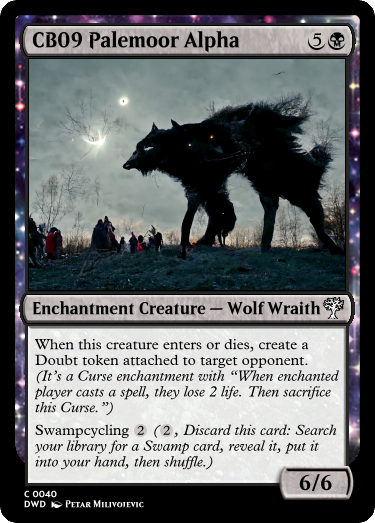 CB09 Palemoor Alpha 5
Enchantment Creature — Wolf Wraith
When this creature enters or dies, create a
Doubt token attached to target opponent.
(It's a Curse enchantment with “When enchanted
player casts a spell, they lose 2 life. Then sacrifice
this Curse.”)
Swampcycling 2 (2, Discard this card: Search
your library for a Swamp card, reveal it, put it
into your hand, then shuffle.)
6/6
C 0040
DWD Petar Milivojevic